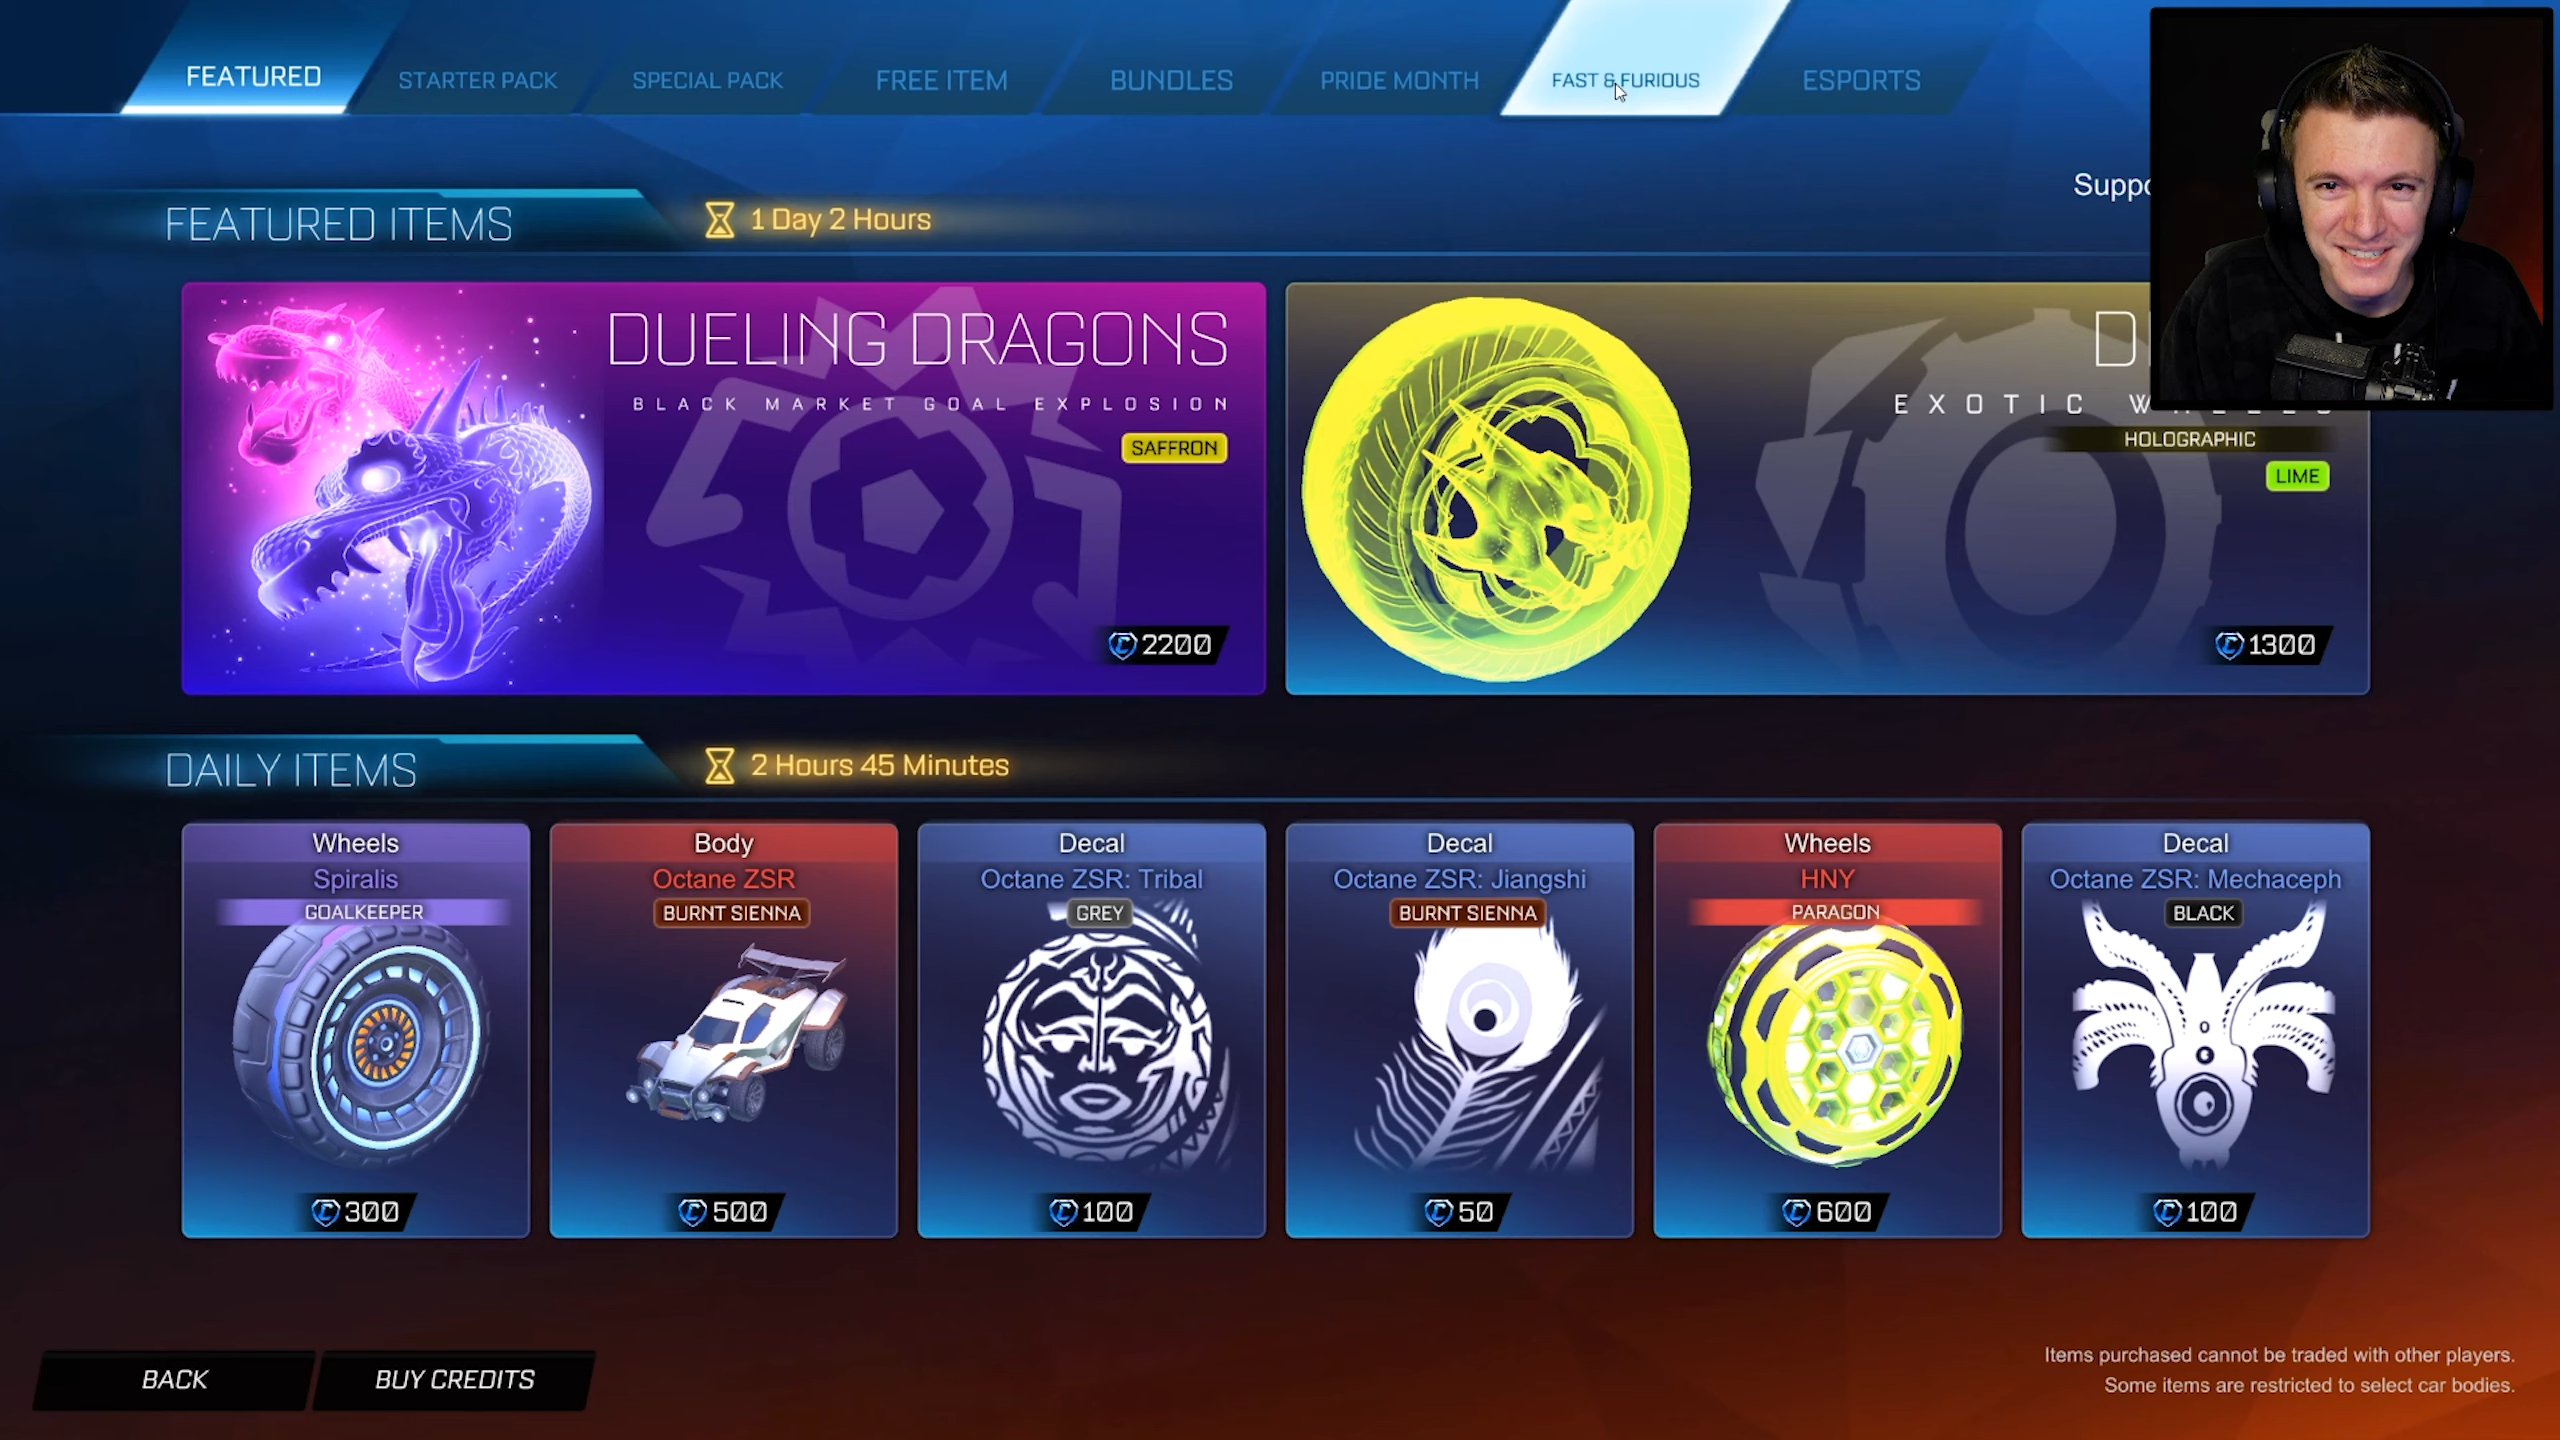 FEATURED
STARTER PACK
SPECIAL PACK
FREE ITEM
BUNDLES
PRIDE MONTH
FAST & FURIOUS
ESPORTS
FEATURED ITEMS
1 Day 2 Hours
DUELING DRAGONS
BLACK MARKET GOAL EXPLOSION
SAFFRON
2200
EXOTIC
HOLOGRAPHIC
LIME
1300
DAILY ITEMS
2 Hours 45 Minutes
Wheels
Spiralis
GOALKEEPER
300
Body
Octane ZSR
BURNT SIENNA
500
Decal
Octane ZSR: Tribal
GREY
100
Decal
Octane ZSR: Jiangshi
BURNT SIENNA
50
Wheels
HNY
PARAGON
600
Decal
Octane ZSR: Mechaceph
BLACK
100
BACK
BUY CREDITS
Items purchased cannot be traded with other players.
Some items are restricted to select car bodies.